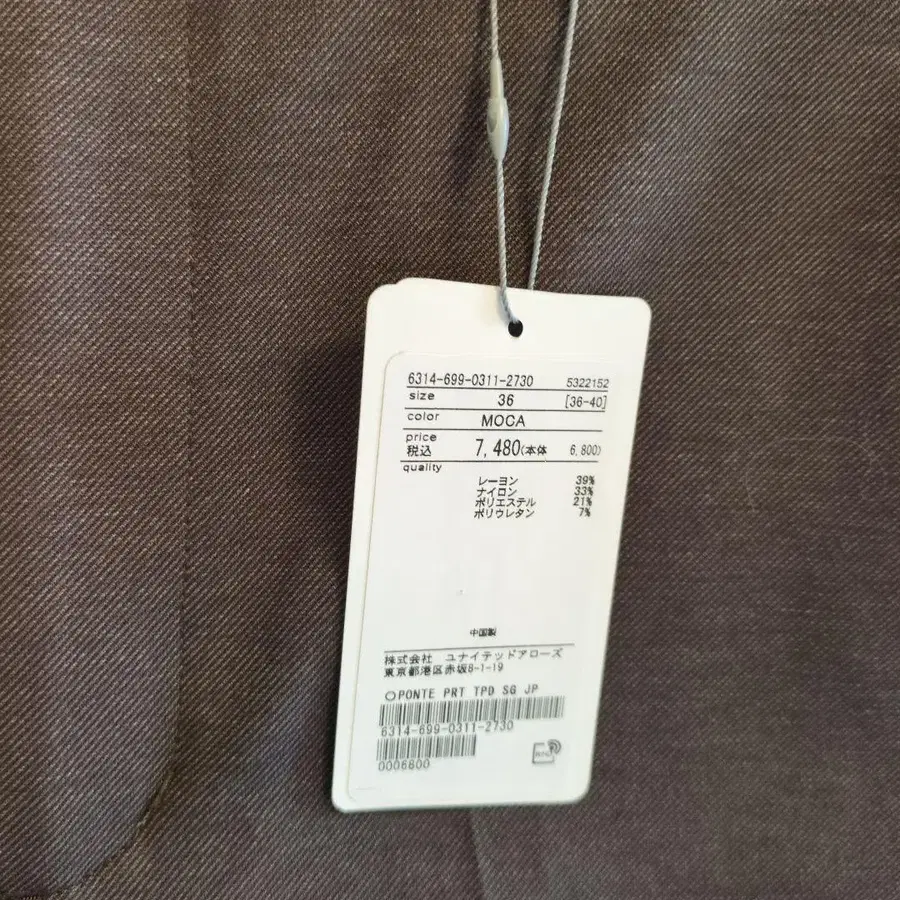 6314-699-0311-2730 5322152
size 36 [36-40]
color MOCA
price
税込 7,480(本体 6,800)
quality
レーヨン 39%
ナイロン 33%
ポリエステル 21%
ポリウレタン 7%
中国製
株式会社 ユナイテッドアローズ
東京都港区赤坂8-1-19
○PONTE PRT TPD SG JP
6314-699-0311-2730
0006800